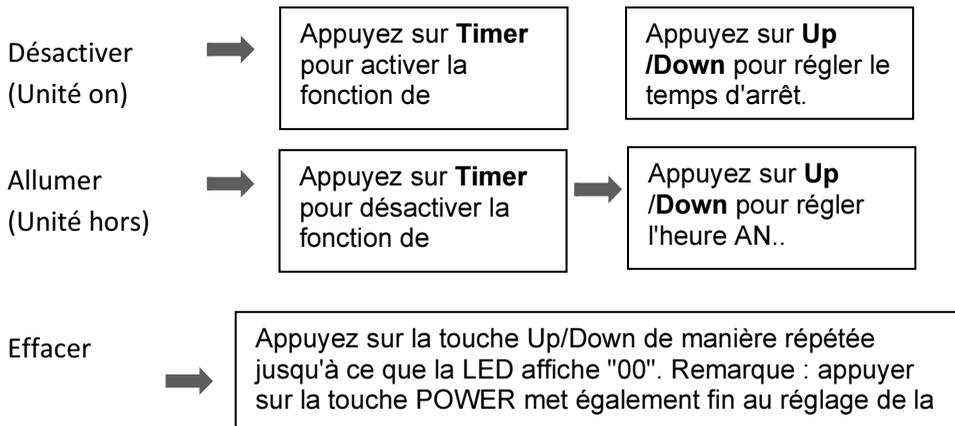 Désactiver
(Unité on)
Appuyez sur Timer
pour activer la
fonction de
Appuyez sur Up
/Down pour régler le
temps d'arrêt.
Allumer
(Unité hors)
Appuyez sur Timer
pour désactiver la
fonction de
Appuyez sur Up
/Down pour régler
l'heure AN..
Effacer
Appuyez sur la touche Up/Down de manière répétée
jusqu'à ce que la LED affiche "00". Remarque : appuyer
sur la touche POWER met également fin au réglage de la